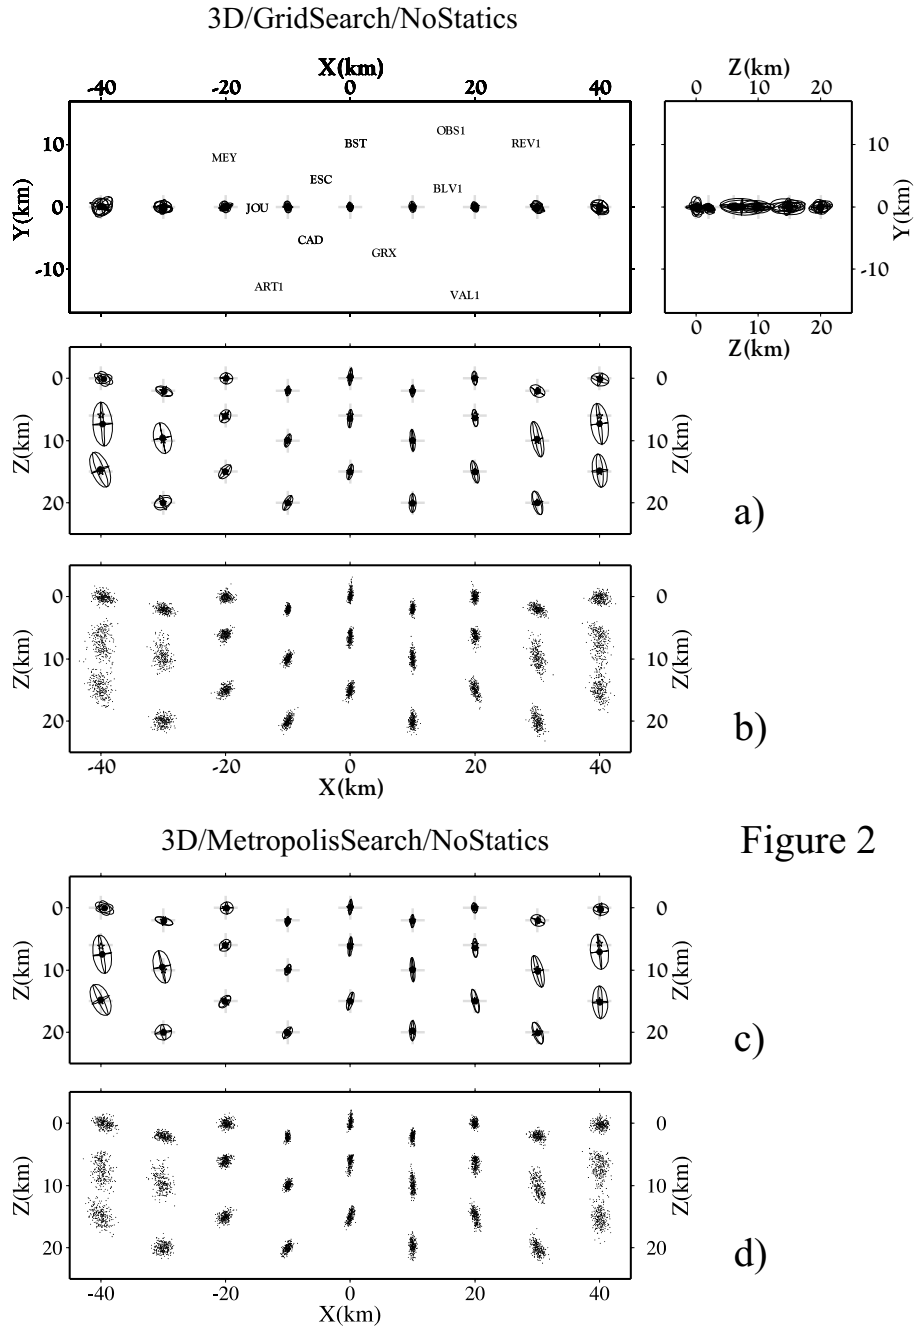 3D/GridSearch/NoStatics
X(km)
Z(km)
-40 -20 0 20 40
0 10 20
Y(km)
10
0
-10
MEY
BST
OBS1
REV1
ESC
BLV1
JOU
CAD
GRX
ART1
VAL1
10
0
-10
Y(km)
0 10 20
Z(km)
Z(km)
0
10
20
0
10
20
Z(km)
a)
Z(km)
0
10
20
0
10
20
Z(km)
b)
-40 -20 0 20 40
X(km)
3D/MetropolisSearch/NoStatics
Figure 2
Z(km)
0
10
20
0
10
20
Z(km)
c)
Z(km)
0
10
20
0
10
20
Z(km)
d)
-40 -20 0 20 40
X(km)